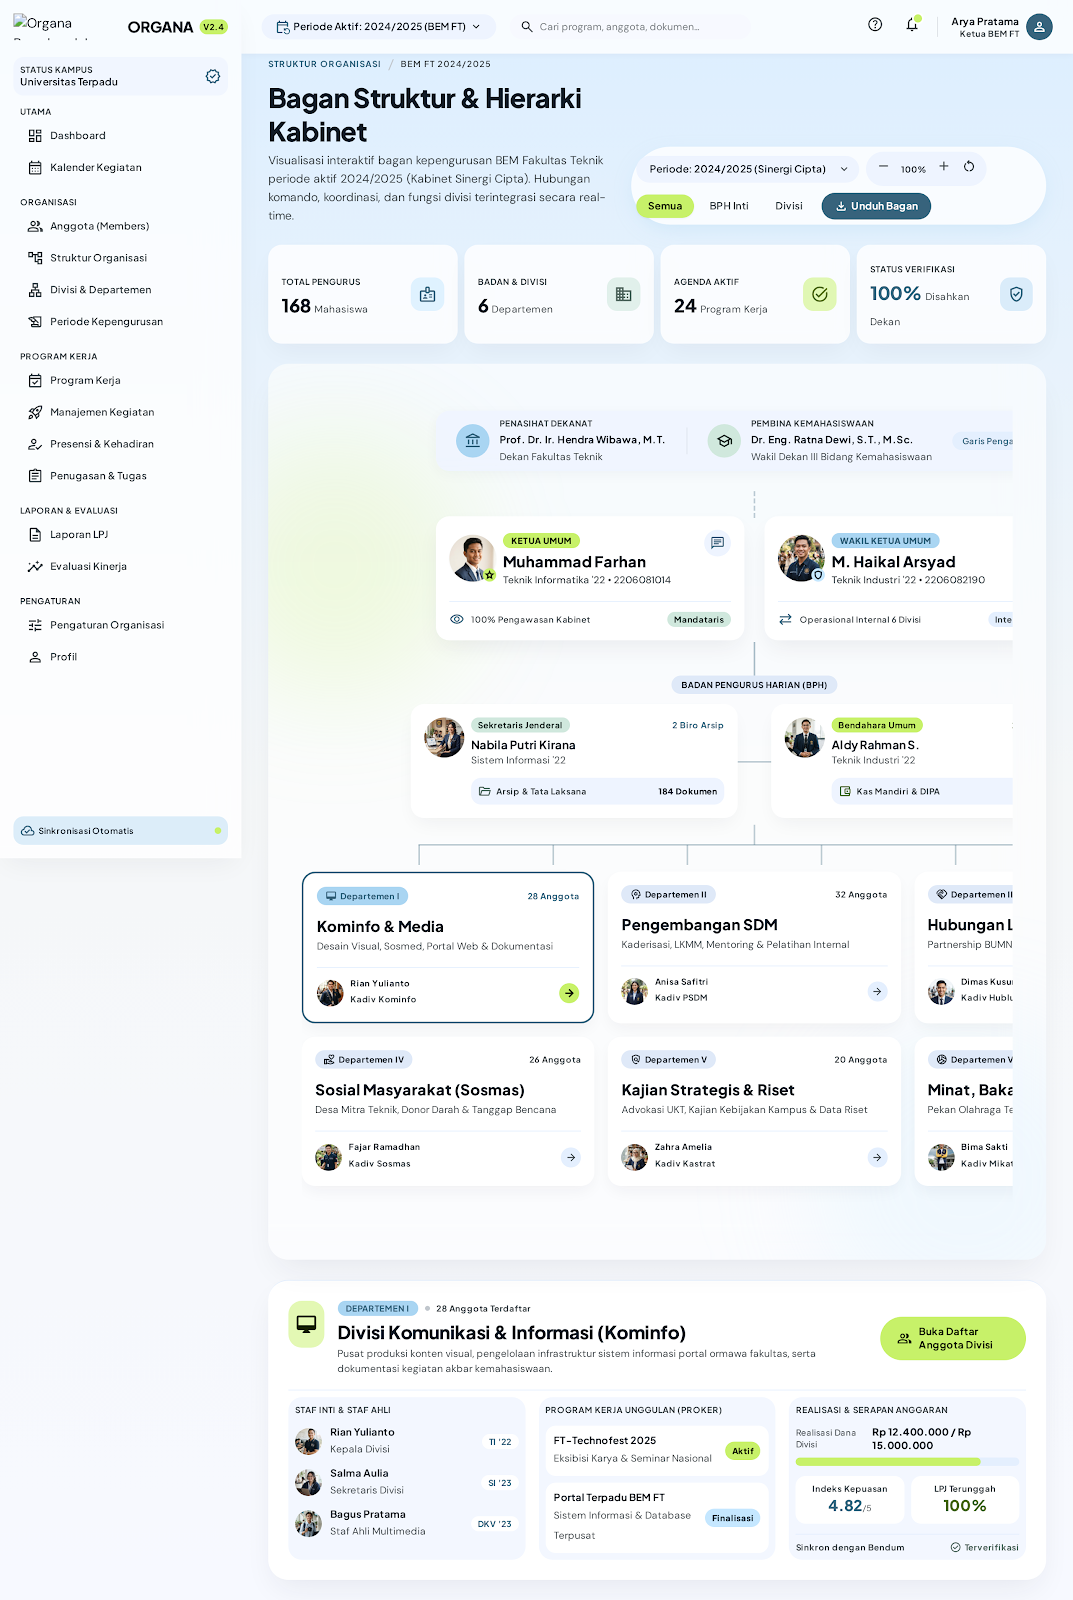 Organa
ORGANA V2.4
STATUS KAMPUS
Universitas Terpadu
UTAMA
Dashboard
Kalender Kegiatan
ORGANISASI
Anggota (Members)
Struktur Organisasi
Divisi & Departemen
Periode Kepengurusan
PROGRAM KERJA
Program Kerja
Manajemen Kegiatan
Presensi & Kehadiran
Penugasan & Tugas
LAPORAN & EVALUASI
Laporan LPJ
Evaluasi Kinerja
PENGATURAN
Pengaturan Organisasi
Profil
Sinkronisasi Otomatis
Periode Aktif: 2024/2025 (BEM FT)
Cari program, anggota, dokumen...
Arya Pratama
Ketua BEM FT
STRUKTUR ORGANISASI / BEM FT 2024/2025
Bagan Struktur & Hierarki
Kabinet
Visualisasi interaktif bagan kepengurusan BEM Fakultas Teknik
periode aktif 2024/2025 (Kabinet Sinergi Cipta). Hubungan
komando, koordinasi, dan fungsi divisi terintegrasi secara real-
time.
Periode: 2024/2025 (Sinergi Cipta)
100%
Semua
BPH Inti
Divisi
Unduh Bagan
TOTAL PENGURUS
168 Mahasiswa
BADAN & DIVISI
6 Departemen
AGENDA AKTIF
24 Program Kerja
STATUS VERIFIKASI
100% Disahkan
Dekan
PENASIHAT DEKANAT
Prof. Dr. Ir. Hendra Wibawa, M.T.
Dekan Fakultas Teknik
PEMBINA KEMAHASISWAAN
Dr. Eng. Ratna Dewi, S.T., M.Sc.
Wakil Dekan III Bidang Kemahasiswaan
Garis Penga
KETUA UMUM
Muhammad Farhan
Teknik Informatika '22 • 2206081014
100% Pengawasan Kabinet
Mandataris
WAKIL KETUA UMUM
M. Haikal Arsyad
Teknik Industri '22 • 2206082190
Operasional Internal 6 Divisi
Inte
BADAN PENGURUS HARIAN (BPH)
Sekretaris Jenderal
2 Biro Arsip
Nabila Putri Kirana
Sistem Informasi '22
Arsip & Tata Laksana
184 Dokumen
Bendahara Umum
Aldy Rahman S.
Teknik Industri '22
Kas Mandiri & DIPA
Departemen I
28 Anggota
Kominfo & Media
Desain Visual, Sosmed, Portal Web & Dokumentasi
Rian Yulianto
Kadiv Kominfo
Departemen II
32 Anggota
Pengembangan SDM
Kaderisasi, LKMM, Mentoring & Pelatihan Internal
Anisa Safitri
Kadiv PSDM
Departemen II
Hubungan L
Partnership BUMN
Dimas Kusu
Kadiv Hublu
Departemen IV
26 Anggota
Sosial Masyarakat (Sosmas)
Desa Mitra Teknik, Donor Darah & Tanggap Bencana
Fajar Ramadhan
Kadiv Sosmas
Departemen V
20 Anggota
Kajian Strategis & Riset
Advokasi UKT, Kajian Kebijakan Kampus & Data Riset
Zahra Amelia
Kadiv Kastrat
Departemen V
Minat, Baka
Pekan Olahraga Te
Bima Sakti
Kadiv Mikat
DEPARTEMEN I
28 Anggota Terdaftar
Divisi Komunikasi & Informasi (Kominfo)
Pusat produksi konten visual, pengelolaan infrastruktur sistem informasi portal ormawa fakultas, serta
dokumentasi kegiatan akbar kemahasiswaan.
Buka Daftar
Anggota Divisi
STAF INTI & STAF AHLI
Rian Yulianto
Kepala Divisi
TI '22
Salma Aulia
Sekretaris Divisi
SI '23
Bagus Pratama
Staf Ahli Multimedia
DKV '23
PROGRAM KERJA UNGGULAN (PROKER)
FT-Technofest 2025
Eksibisi Karya & Seminar Nasional
Aktif
Portal Terpadu BEM FT
Sistem Informasi & Database
Terpusat
Finalisasi
REALISASI & SERAPAN ANGGARAN
Realisasi Dana
Divisi
Rp 12.400.000 / Rp
15.000.000
Indeks Kepuasan
4.82/5
LPJ Terunggah
100%
Sinkron dengan Bendum
Terverifikasi